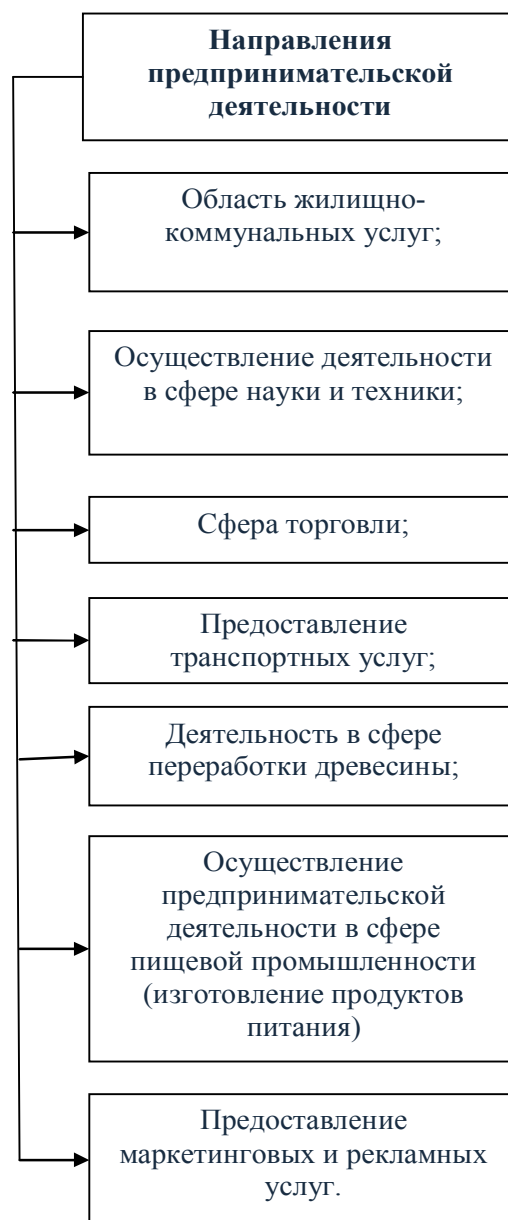 Направления
предпринимательской
деятельности
Область жилищно-
коммунальных услуг;
Осуществление деятельности
в сфере науки и техники;
Сфера торговли;
Предоставление
транспортных услуг;
Деятельность в сфере
переработки древесины;
Осуществление
предпринимательской
деятельности в сфере
пищевой промышленности
(изготовление продуктов
питания)
Предоставление
маркетинговых и рекламных
услуг.